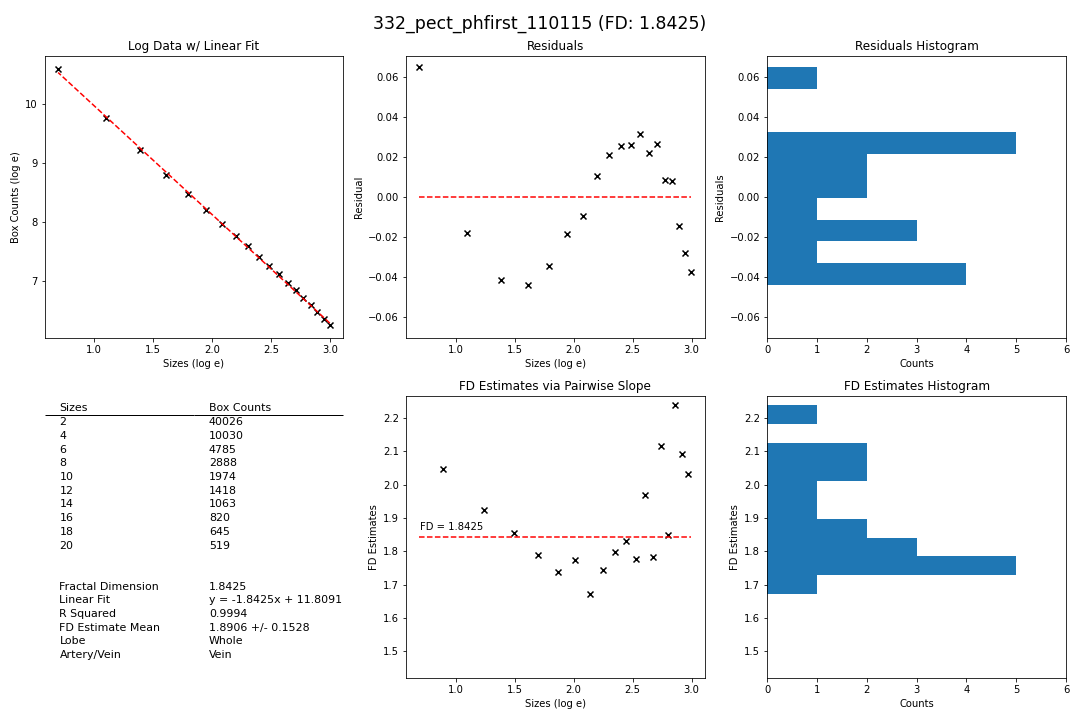 332_pect_phfirst_110115 (FD: 1.8425)
Log Data w/ Linear Fit
Box Counts (log e)
10
9
8
7
1.0 1.5 2.0 2.5 3.0
Sizes (log e)
Residuals
Residual
0.06
0.04
0.02
0.00
−0.02
−0.04
−0.06
1.0 1.5 2.0 2.5 3.0
Sizes (log e)
Residuals Histogram
Residuals
0.06
0.04
0.02
0.00
−0.02
−0.04
−0.06
0 1 2 3 4 5 6
Counts
Sizes Box Counts
2 40026
4 10030
6 4785
8 2888
10 1974
12 1418
14 1063
16 820
18 645
20 519
Fractal Dimension 1.8425
Linear Fit y = -1.8425x + 11.8091
R Squared 0.9994
FD Estimate Mean 1.8906 +/- 0.1528
Lobe Whole
Artery/Vein Vein
FD Estimates via Pairwise Slope
FD Estimates
2.2
2.1
2.0
1.9
1.8
1.7
1.6
1.5
FD = 1.8425
1.0 1.5 2.0 2.5 3.0
Sizes (log e)
FD Estimates Histogram
FD Estimates
2.2
2.1
2.0
1.9
1.8
1.7
1.6
1.5
0 1 2 3 4 5 6
Counts